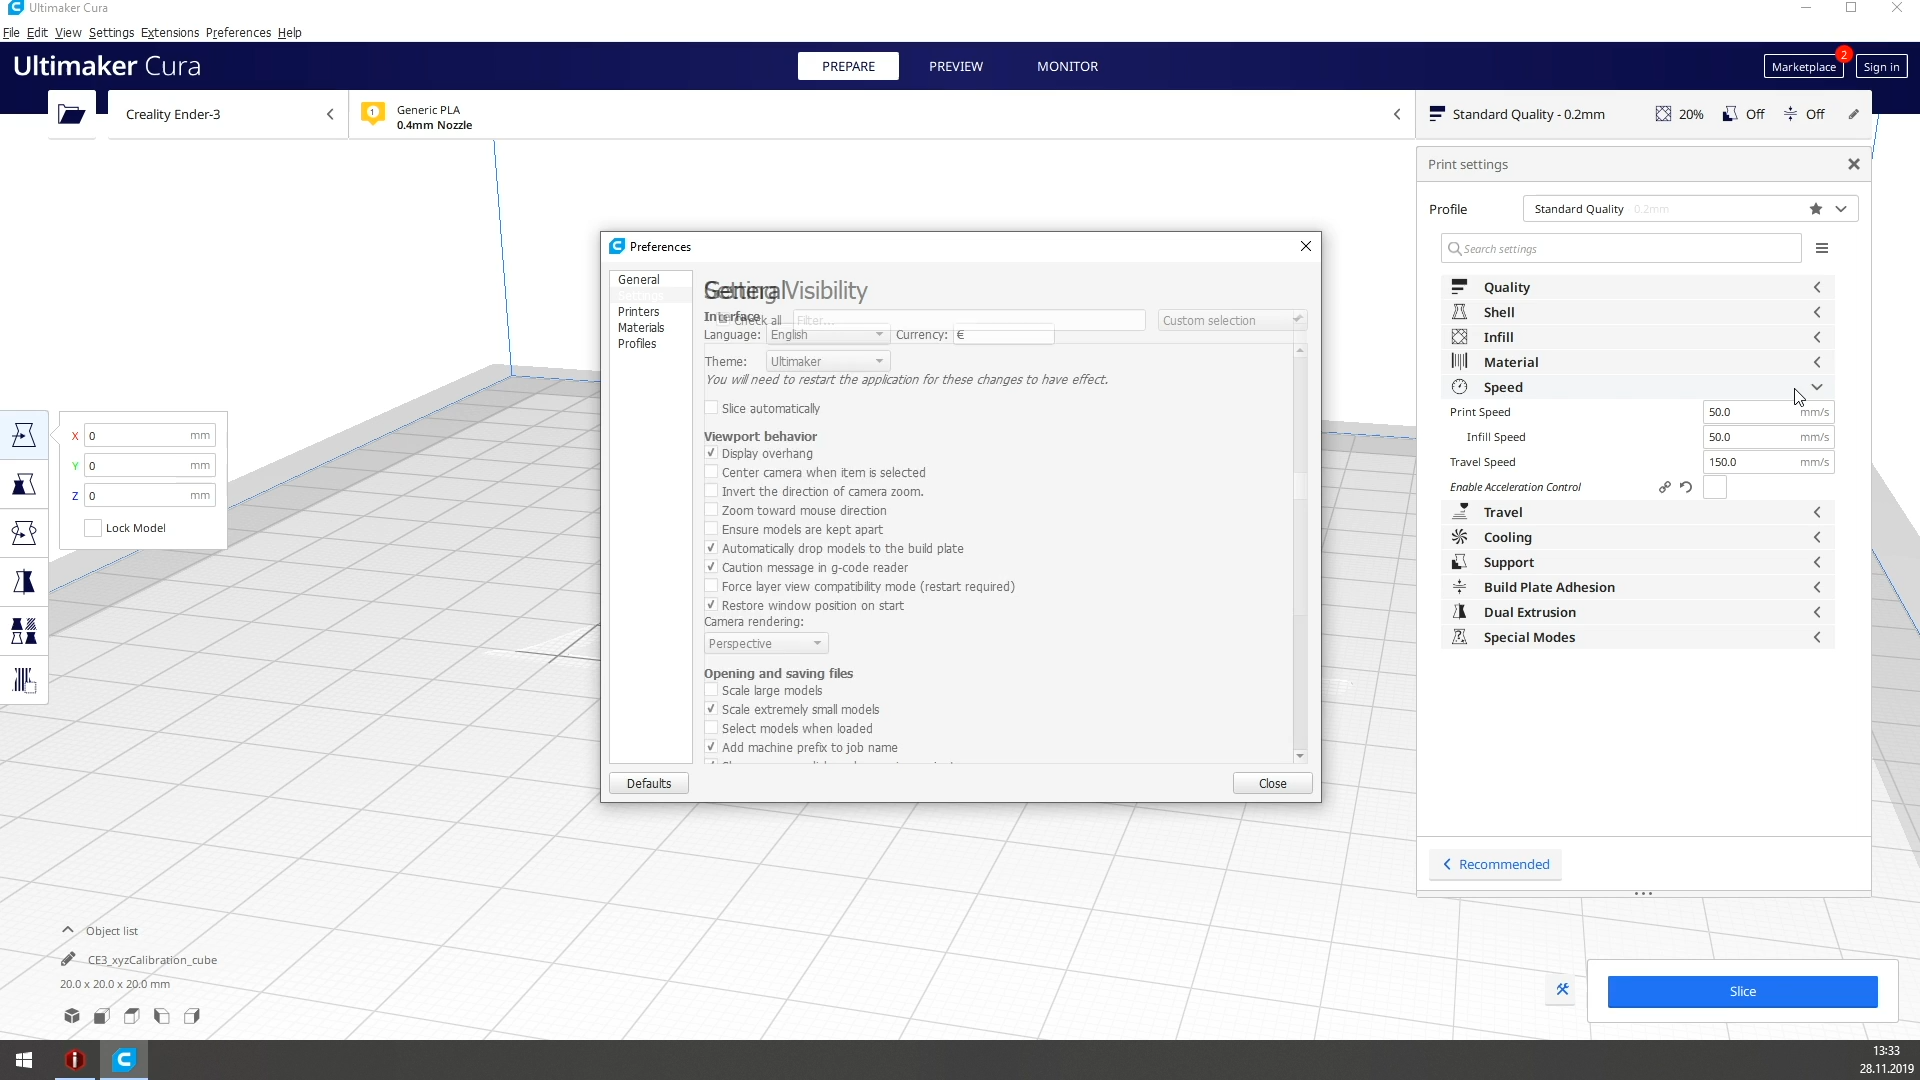 Ultimaker Cura
File Edit View Settings Extensions Preferences Help
Ultimaker Cura
PREPARE
PREVIEW
MONITOR
Marketplace
2
Sign in
Creality Ender-3
1
Generic PLA
0.4mm Nozzle
Standard Quality - 0.2mm
20%
Off
Off
Print settings
Profile
Standard Quality 0.2mm
Search settings
Quality
Shell
Infill
Material
Speed
Print Speed 50.0 mm/s
Infill Speed 50.0 mm/s
Travel Speed 150.0 mm/s
Enable Acceleration Control
Travel
Cooling
Support
Build Plate Adhesion
Dual Extrusion
Special Modes
Recommended
X 0 mm
Y 0 mm
Z 0 mm
Lock Model
Preferences
General
Settings
Printers
Materials
Profiles
General
Setting Visibility
Interface
Check all
Filter...
Custom selection
Language: English Currency: €
Theme: Ultimaker
You will need to restart the application for these changes to have effect.
Slice automatically
Viewport behavior
Display overhang
Center camera when item is selected
Invert the direction of camera zoom.
Zoom toward mouse direction
Ensure models are kept apart
Automatically drop models to the build plate
Caution message in g-code reader
Force layer view compatibility mode (restart required)
Restore window position on start
Camera rendering:
Perspective
Opening and saving files
Scale large models
Scale extremely small models
Select models when loaded
Add machine prefix to job name
Defaults
Close
Object list
CE3_xyzCalibration_cube
20.0 x 20.0 x 20.0 mm
Slice
13:33
28.11.2019